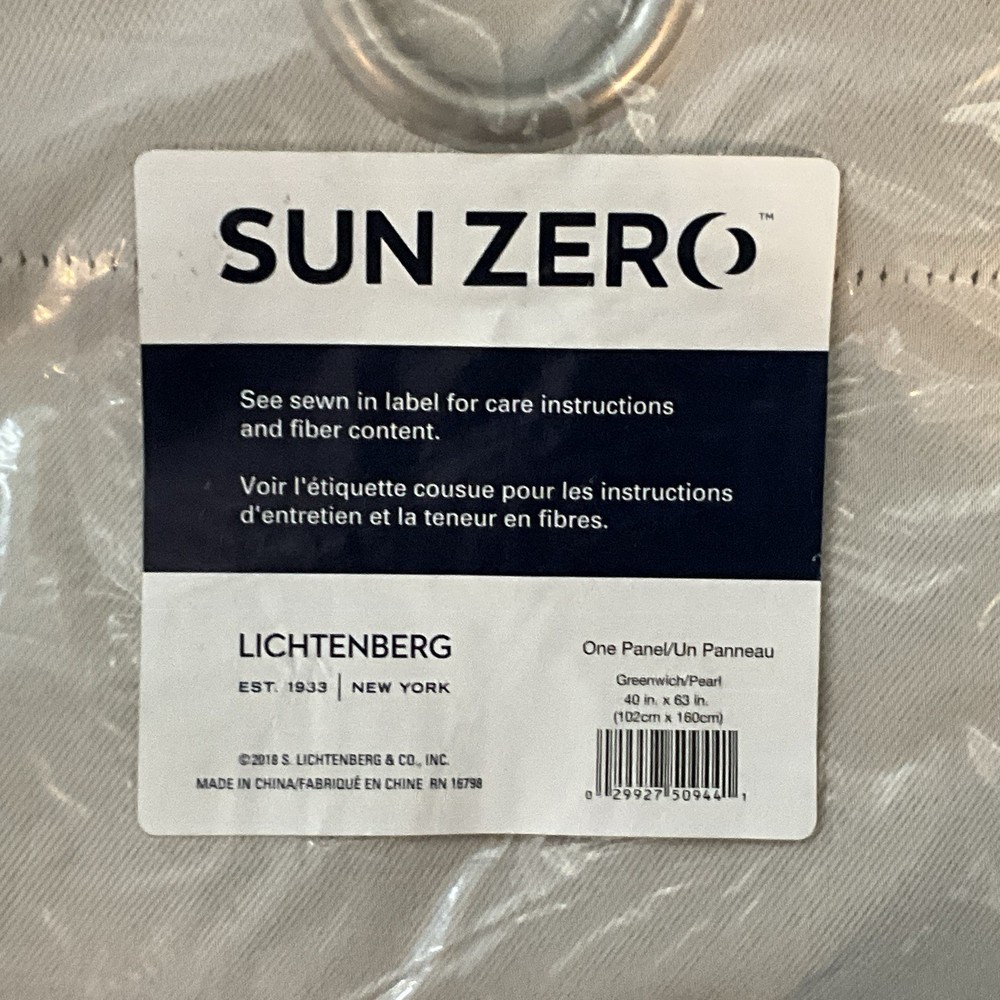 SUN ZERO™
See sewn in label for care instructions
and fiber content.
Voir l'étiquette cousue pour les instructions
d'entretien et la teneur en fibres.
LICHTENBERG
EST. 1933 | NEW YORK
©2018 S. LICHTENBERG & CO., INC.
MADE IN CHINA/FABRIQUÉ EN CHINE RN 16798
One Panel/Un Panneau
Greenwich/Pearl
40 in. x 63 in.
(102cm x 160cm)
0 29927 50944 1